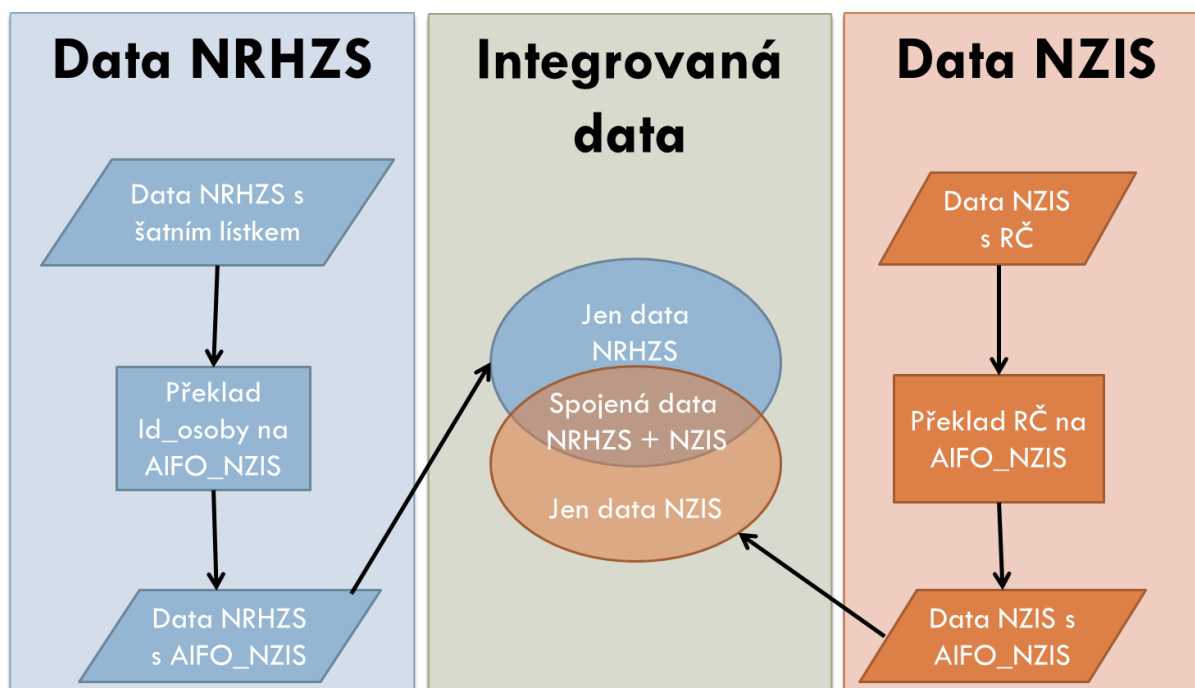 Data NRHZS
Data NRHZS s
šatním lístkem
Překlad
Id_osoby na
AIFO_NZIS
Data NRHZS
s AIFO_NZIS
Integrovaná
data
Jen data
NRHZS
Spojená data
NRHZS + NZIS
Jen data NZIS
Data NZIS
Data NZIS
s RČ
Překlad RČ na
AIFO_NZIS
Data NZIS s
AIFO_NZIS